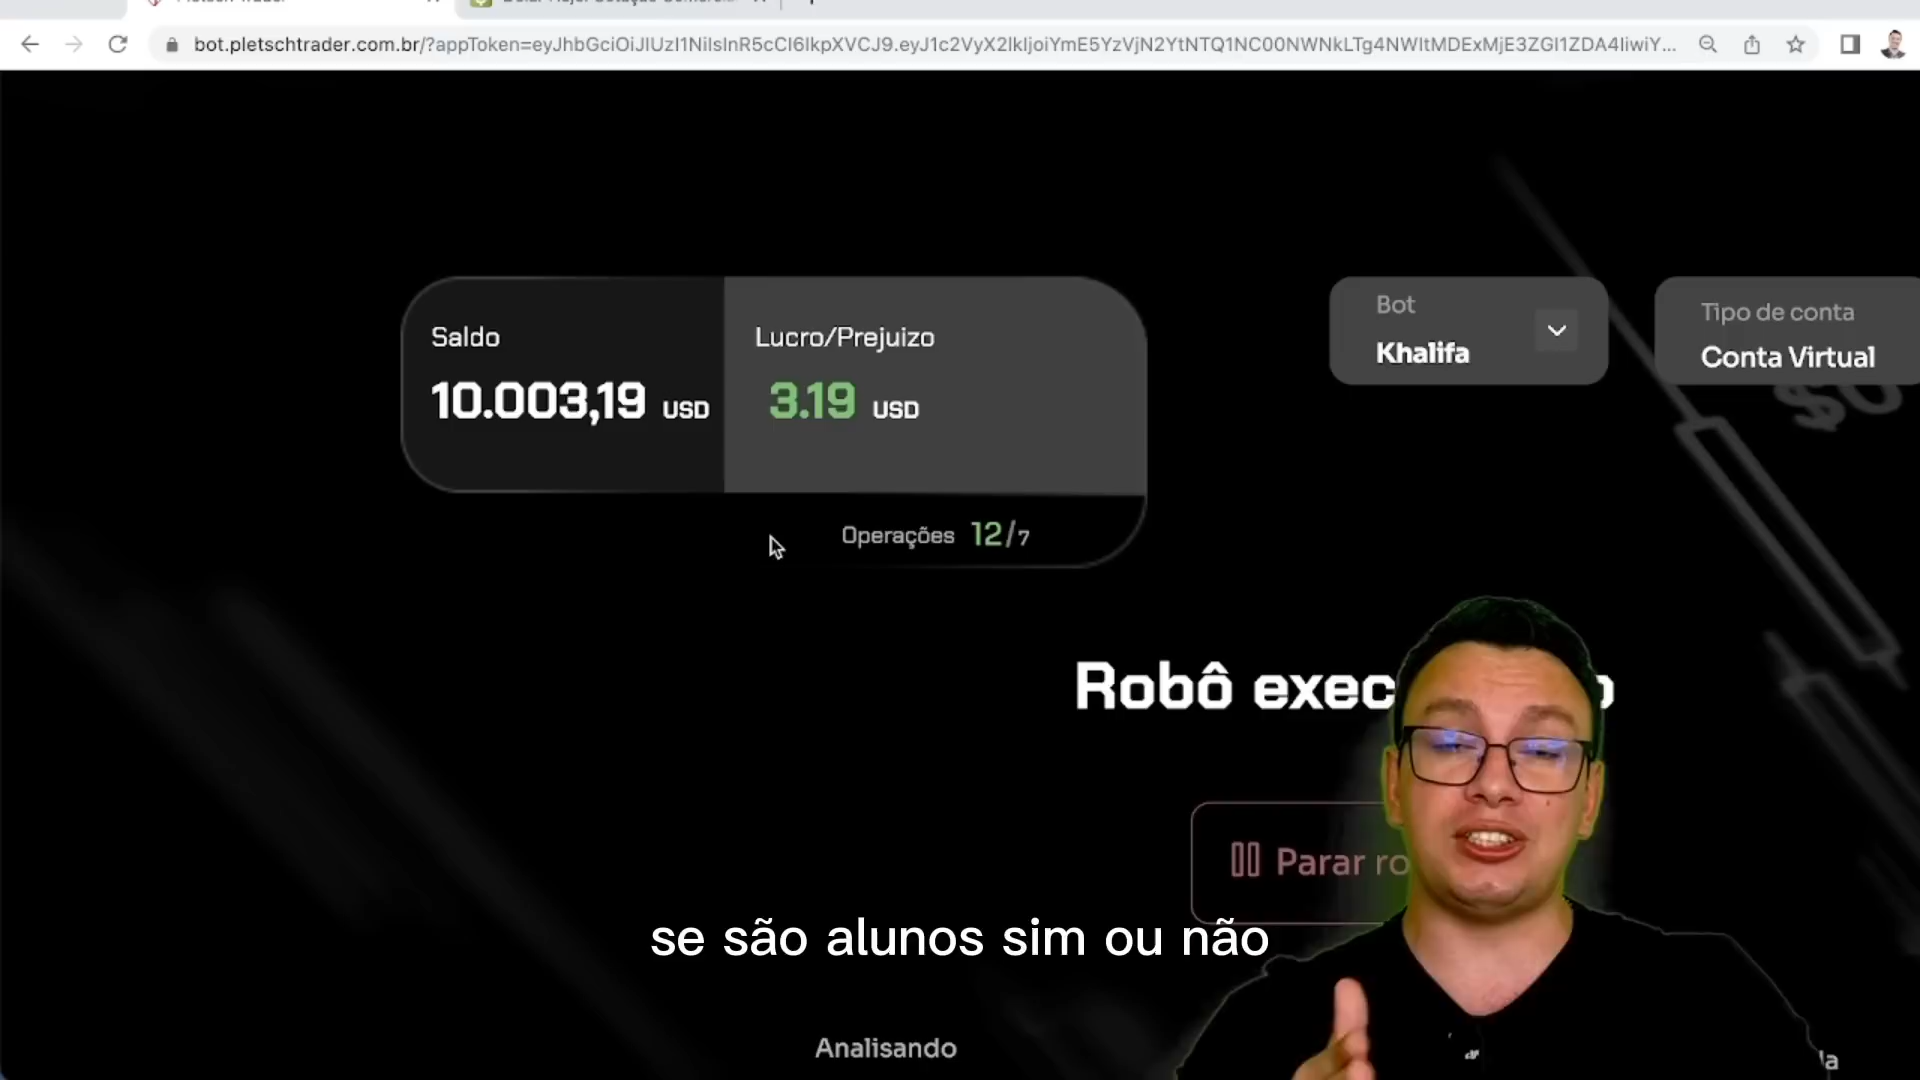 bot.pletschtrader.com.br/?appToken=eyJhbGciOiJIUzI1NiIsInR5cCI6IkpXVCJ9.eyJ1c2VyX2lkIjoiYmE5YzVjN2YtNTQ1NC00NWNkLTg4NWItMDExMjE3ZGI1ZDA4IiwiY...
Saldo
10.003,19 USD
Lucro/Prejuizo
3.19 USD
Operações 12/7
Bot
Khalifa
Tipo de conta
Conta Virtual
$0
Robô exec
Parar ro
se são alunos sim ou não
Analisando